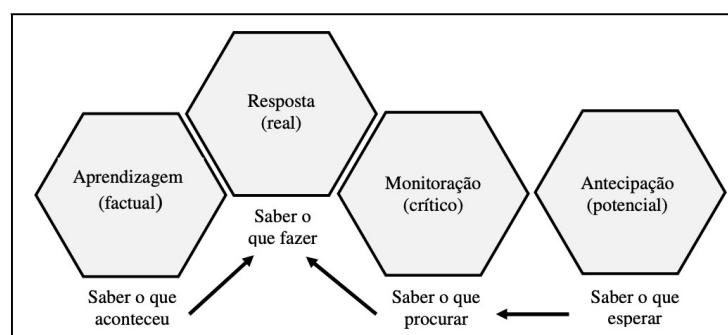 Aprendizagem
(factual)
Resposta
(real)
Monitoração
(crítico)
Antecipação
(potencial)
Saber o que
aconteceu
Saber o
que fazer
Saber o que
procurar
Saber o que
esperar